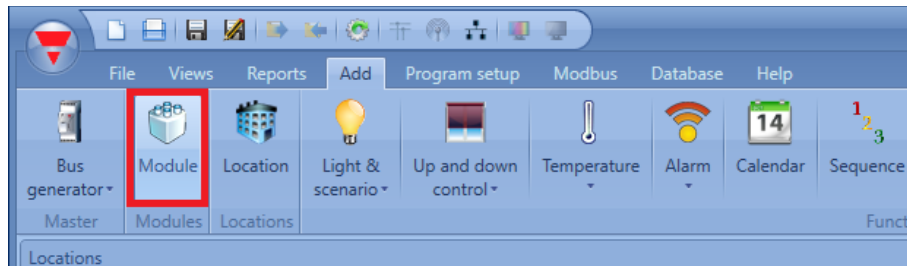 File Views Reports Add Program setup Modbus Database Help
14
1
2
3
Bus generator
Module
Location
Light & scenario
Up and down control
Temperature
Alarm
Calendar
Sequence
Master Modules Locations Funct
Locations